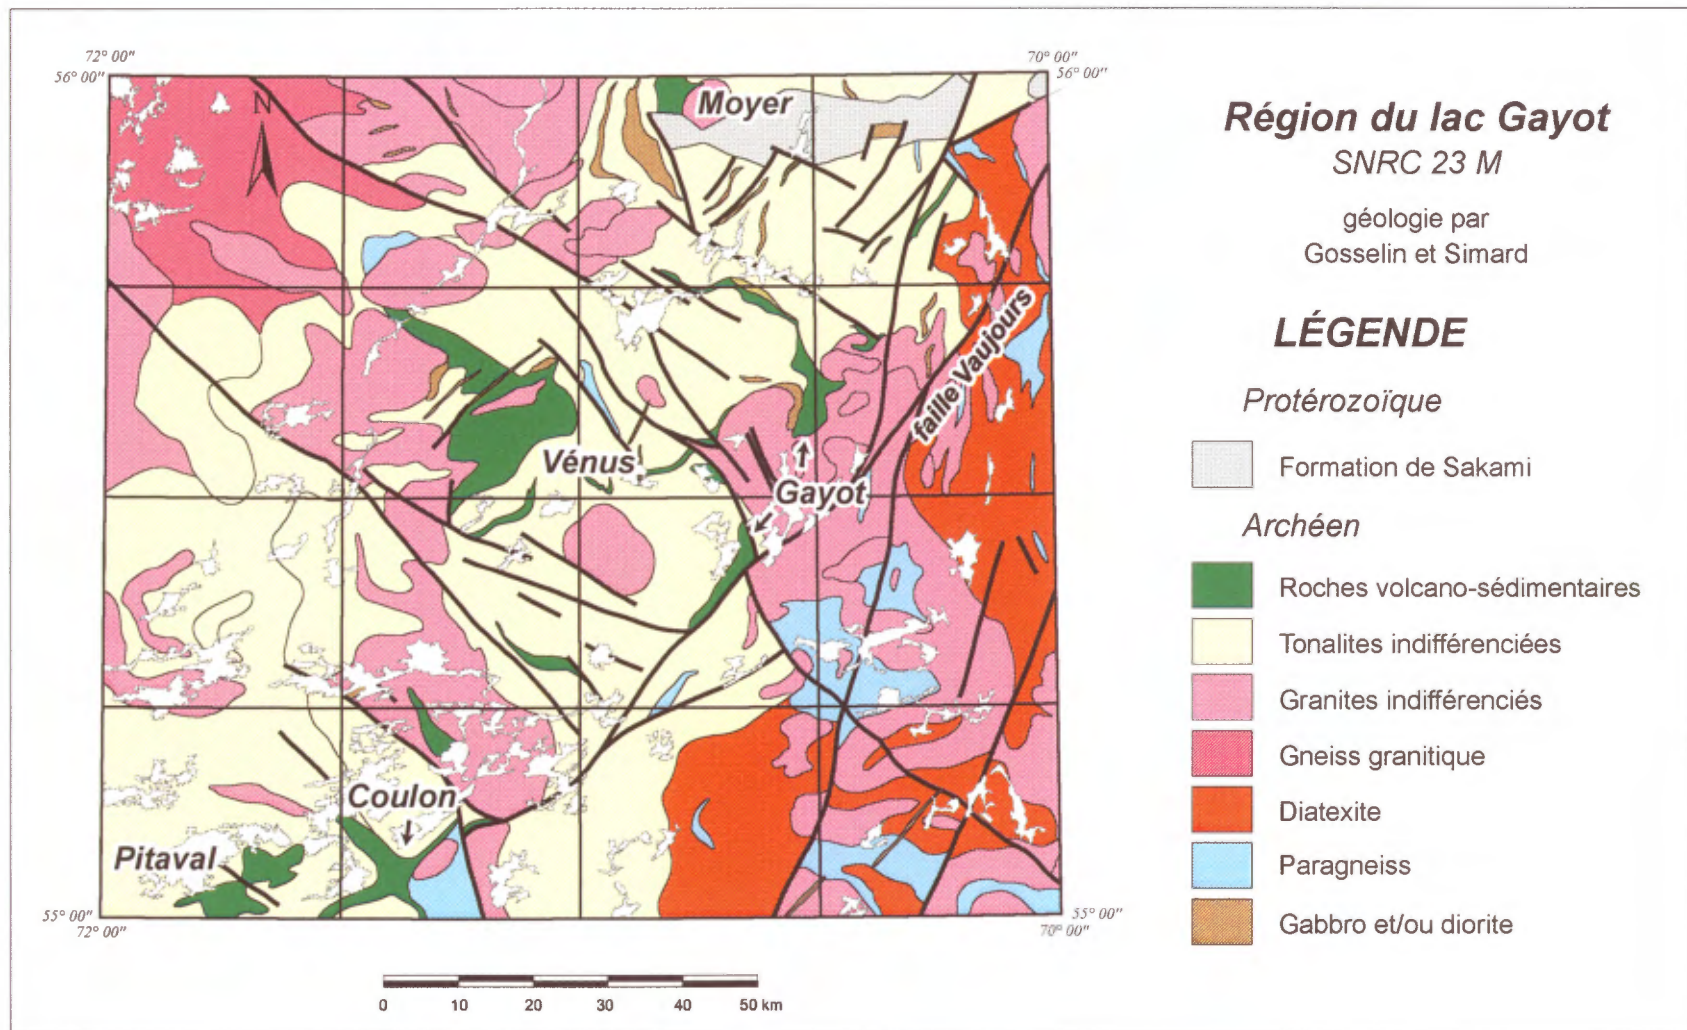 72° 00"
70° 00"
56° 00"
56° 00"
N
Moyer
faille Vaujours
Vénus
Gayot
Coulon
Pitaval
55° 00"
55° 00"
72° 00"
70° 00"
0 10 20 30 40 50 km
Région du lac Gayot
SNRC 23 M
géologie par
Gosselin et Simard
LÉGENDE
Protérozoïque
Formation de Sakami
Archéen
Roches volcano-sédimentaires
Tonalites indifférenciées
Granites indifférenciés
Gneiss granitique
Diatexite
Paragneiss
Gabbro et/ou diorite